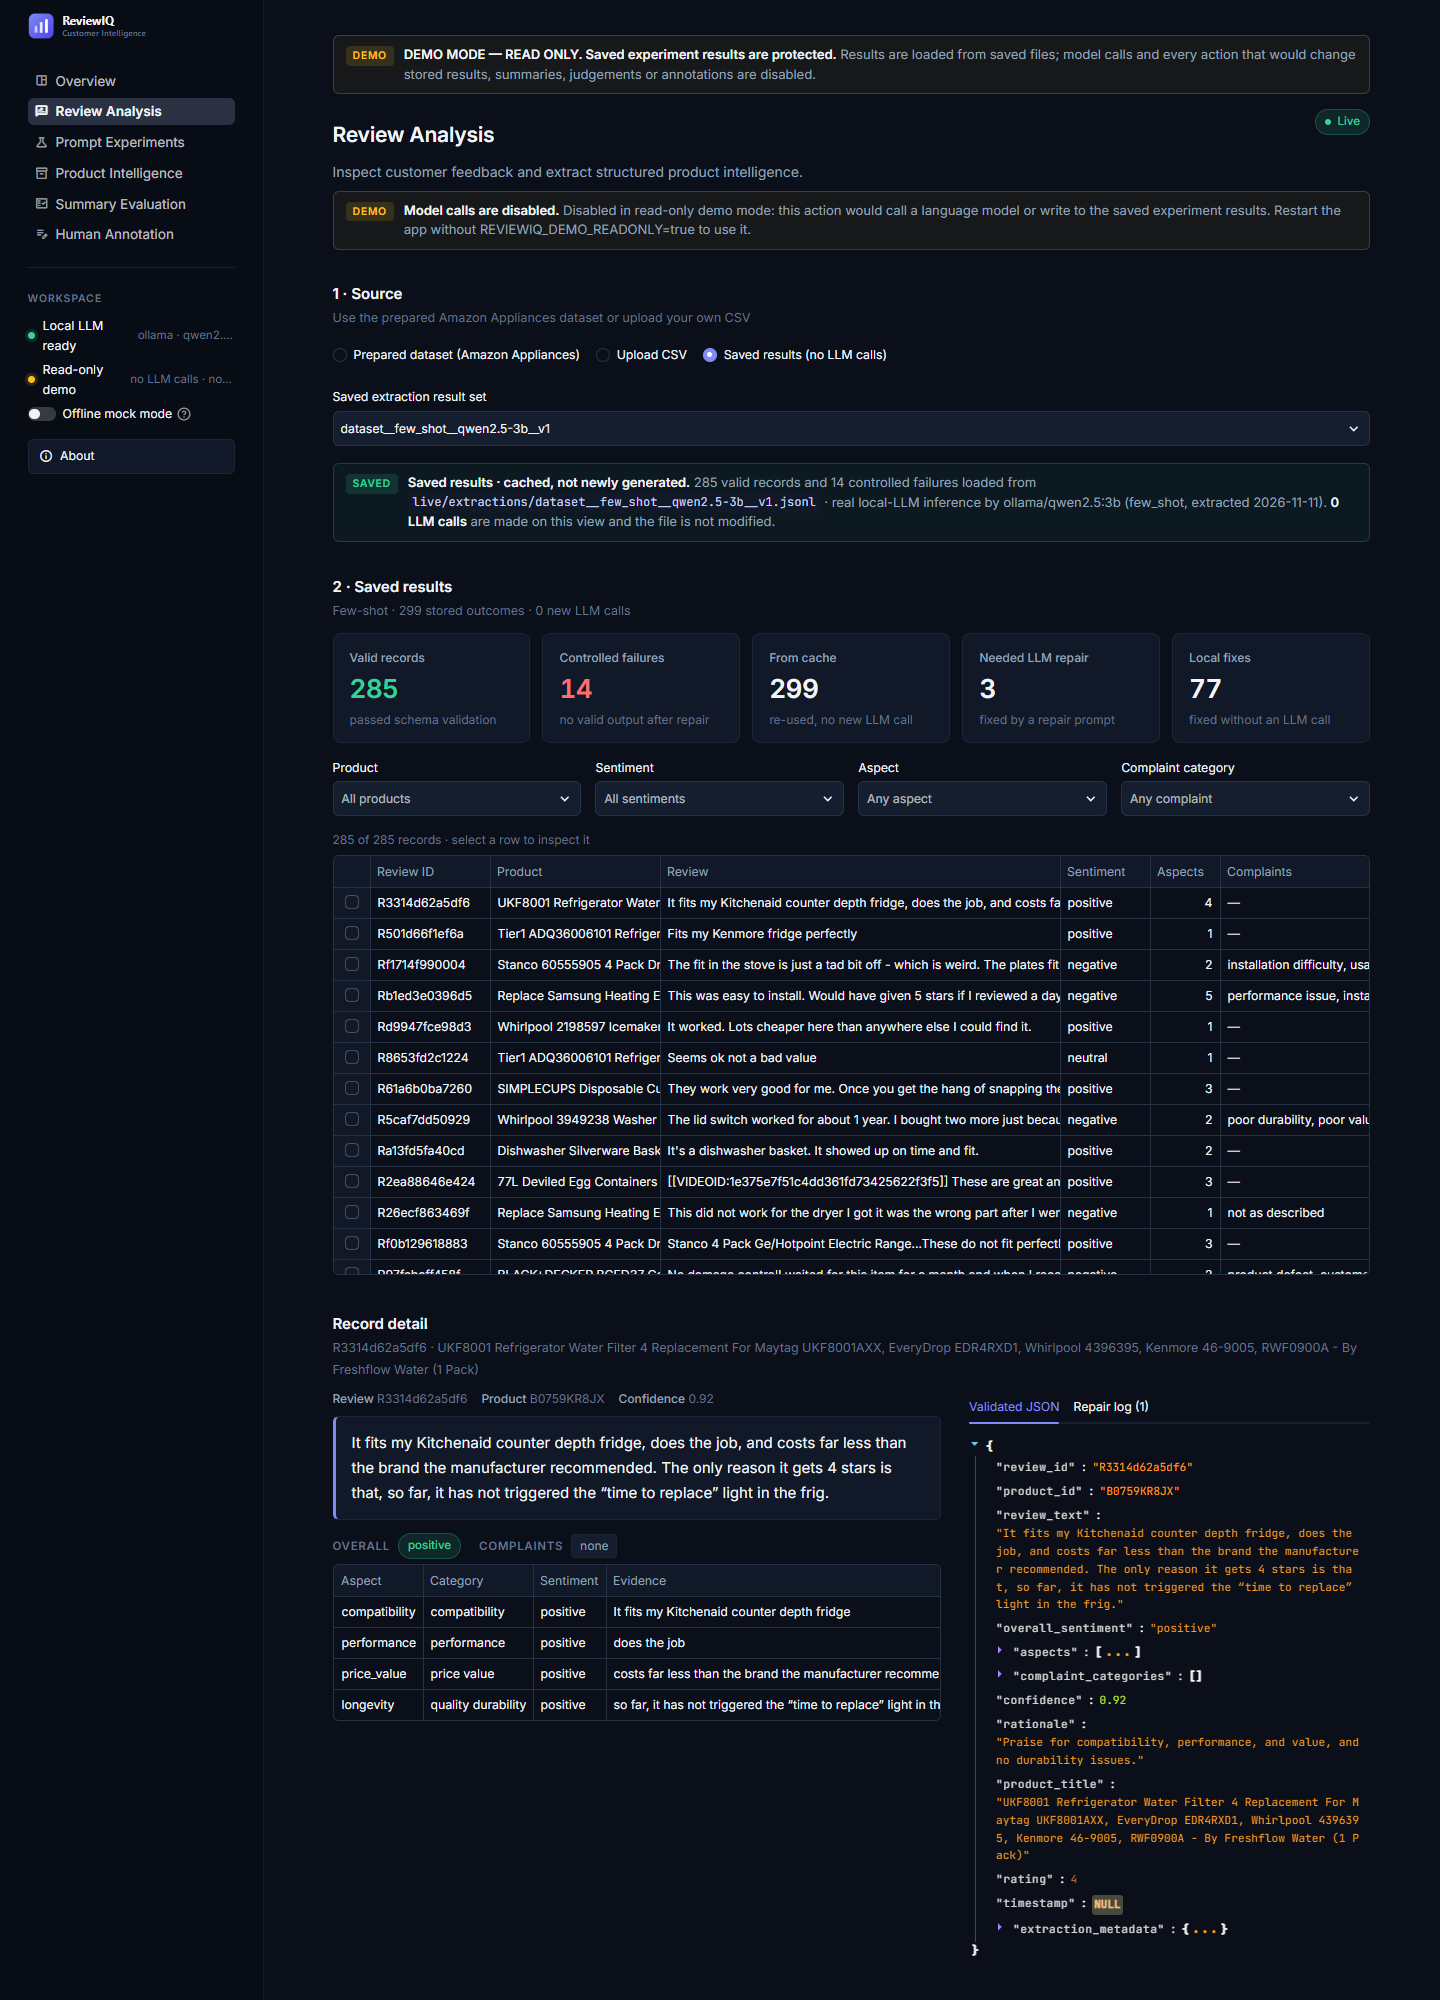 ReviewIQ
Customer Intelligence
Overview
Review Analysis
Prompt Experiments
Product Intelligence
Summary Evaluation
Human Annotation
WORKSPACE
Local LLM ready
ollama · qwen2....
Read-only demo
no LLM calls · no...
Offline mock mode
About
DEMO
DEMO MODE — READ ONLY. Saved experiment results are protected. Results are loaded from saved files; model calls and every action that would change
stored results, summaries, judgements or annotations are disabled.
Review Analysis
Live
Inspect customer feedback and extract structured product intelligence.
DEMO
Model calls are disabled. Disabled in read-only demo mode: this action would call a language model or write to the saved experiment results. Restart the
app without REVIEWIQ_DEMO_READONLY=true to use it.
1 · Source
Use the prepared Amazon Appliances dataset or upload your own CSV
Prepared dataset (Amazon Appliances)
Upload CSV
Saved results (no LLM calls)
Saved extraction result set
dataset__few_shot__qwen2.5-3b__v1
SAVED
Saved results · cached, not newly generated. 285 valid records and 14 controlled failures loaded from
live/extractions/dataset__few_shot__qwen2.5-3b__v1.jsonl · real local-LLM inference by ollama/qwen2.5:3b (few_shot, extracted 2026-11-11). 0
LLM calls are made on this view and the file is not modified.
2 · Saved results
Few-shot · 299 stored outcomes · 0 new LLM calls
Valid records
285
passed schema validation
Controlled failures
14
no valid output after repair
From cache
299
re-used, no new LLM call
Needed LLM repair
3
fixed by a repair prompt
Local fixes
77
fixed without an LLM call
Product
All products
Sentiment
All sentiments
Aspect
Any aspect
Complaint category
Any complaint
285 of 285 records · select a row to inspect it
Review ID Product Review Sentiment Aspects Complaints
R3314d62a5df6 UKF8001 Refrigerator Water It fits my Kitchenaid counter depth fridge, does the job, and costs fa positive 4 —
R501d66f1ef6a Tier1 ADQ36006101 Refriger Fits my Kenmore fridge perfectly positive 1 —
Rf1714f990004 Stanco 60555905 4 Pack Dr The fit in the stove is just a tad bit off - which is weird. The plates fit negative 2 installation difficulty, usa
Rb1ed3e0396d5 Replace Samsung Heating E This was easy to install. Would have given 5 stars if I reviewed a day negative 5 performance issue, insta
Rd9947fce98d3 Whirlpool 2198597 Icemaker It worked. Lots cheaper here than anywhere else I could find it. positive 1 —
R8653fd2c1224 Tier1 ADQ36006101 Refriger Seems ok not a bad value neutral 1 —
R61a6b0ba7260 SIMPLECUPS Disposable Cu They work very good for me. Once you get the hang of snapping the positive 3 —
R5caf7dd50929 Whirlpool 3949238 Washer The lid switch worked for about 1 year. I bought two more just becau negative 2 poor durability, poor valu
Ra13fd5fa40cd Dishwasher Silverware Bask It's a dishwasher basket. It showed up on time and fit. positive 2 —
R2ea88646e424 77L Deviled Egg Containers [[VIDEOID:1e375e7f51c4dd361fd73425622f3f5]] These are great an positive 3 —
R26ecf863469f Replace Samsung Heating E This did not work for the dryer I got it was the wrong part after I wer negative 1 not as described
Rf0b129618883 Stanco 60555905 4 Pack Dr Stanco 4 Pack Ge/Hotpoint Electric Range...These do not fit perfectl positive 3 —
Record detail
R3314d62a5df6 · UKF8001 Refrigerator Water Filter 4 Replacement For Maytag UKF8001AXX, EveryDrop EDR4RXD1, Whirlpool 4396395, Kenmore 46-9005, RWF0900A - By
Freshflow Water (1 Pack)
Review R3314d62a5df6 Product B0759KR8JX Confidence 0.92
It fits my Kitchenaid counter depth fridge, does the job, and costs far less than
the brand the manufacturer recommended. The only reason it gets 4 stars is
that, so far, it has not triggered the “time to replace” light in the frig.
OVERALL positive COMPLAINTS none
Aspect Category Sentiment Evidence
compatibility compatibility positive It fits my Kitchenaid counter depth fridge
performance performance positive does the job
price_value price value positive costs far less than the brand the manufacturer recomme
longevity quality durability positive so far, it has not triggered the “time to replace” light in th
Validated JSON
Repair log (1)
{
"review_id" : "R3314d62a5df6"
"product_id" : "B0759KR8JX"
"review_text" :
"It fits my Kitchenaid counter depth fridge, does the
job, and costs far less than the brand the manufacture
r recommended. The only reason it gets 4 stars is tha
t, so far, it has not triggered the “time to replace”
light in the frig."
"overall_sentiment" : "positive"
"aspects" : [...]
"complaint_categories" : []
"confidence" : 0.92
"rationale" :
"Praise for compatibility, performance, and value, and
no durability issues."
"product_title" :
"UKF8001 Refrigerator Water Filter 4 Replacement For M
aytag UKF8001AXX, EveryDrop EDR4RXD1, Whirlpool 439639
5, Kenmore 46-9005, RWF0900A - By Freshflow Water (1 P
ack)"
"rating" : 4
"timestamp" : NULL
"extraction_metadata" : {...}
}